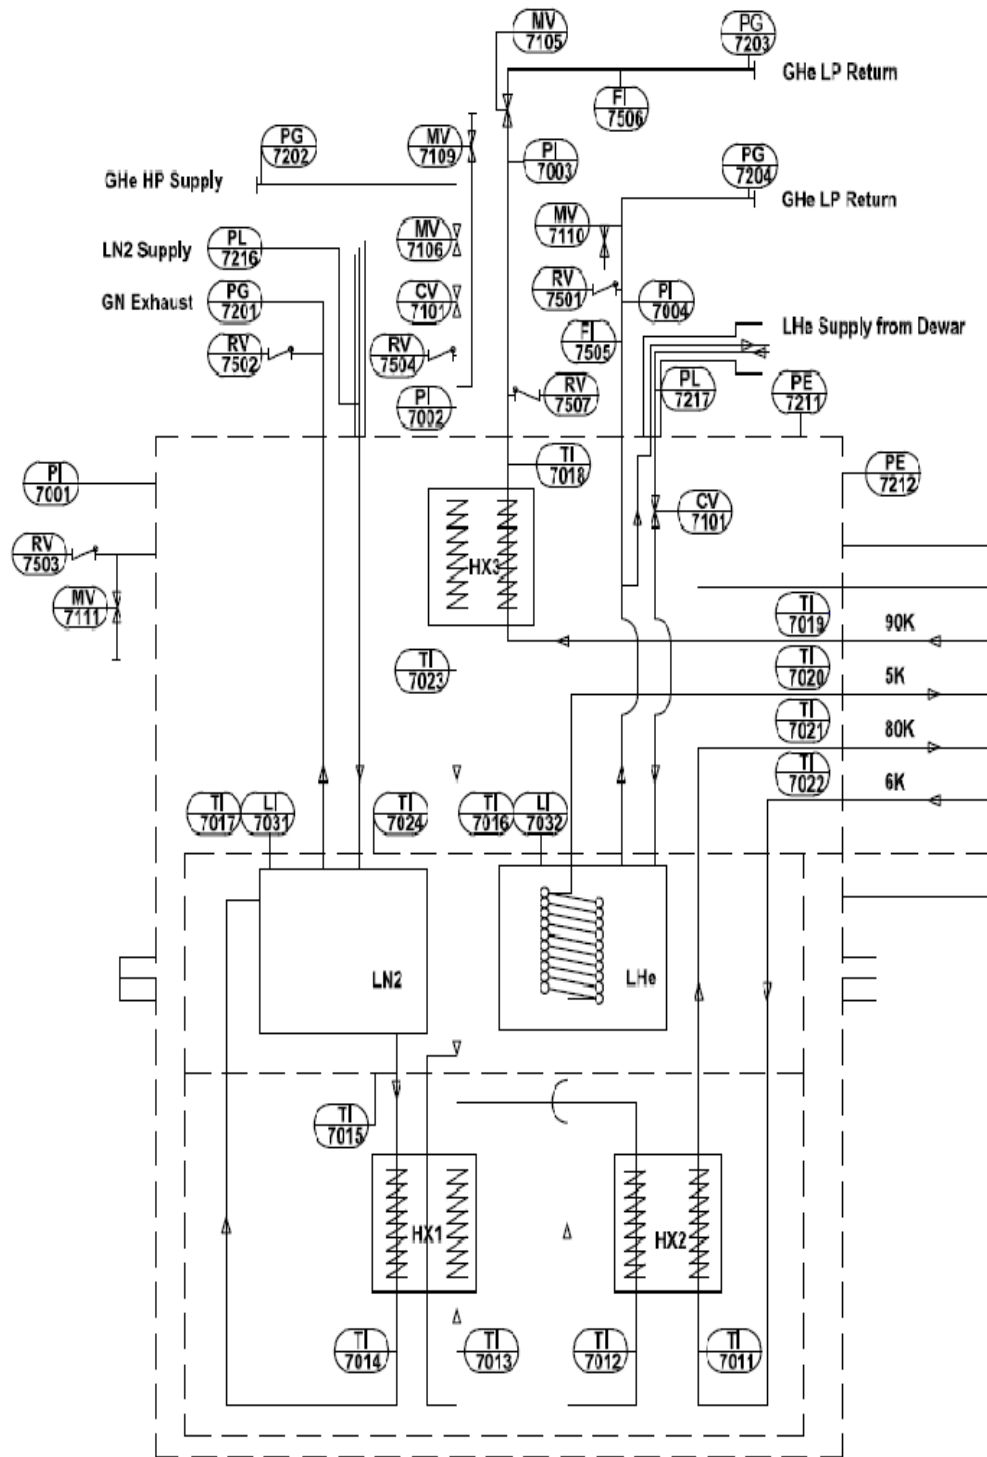 MV
7105
PG
7203
GHe LP Return
FI
7506
PG
7202
MV
7109
PI
7003
PG
7204
GHe HP Supply
GHe LP Return
MV
7110
LN2 Supply
PL
7216
MV
7106
RV
7501
GN Exhaust
PG
7201
CV
7101
PI
7004
LHe Supply from Dewar
RV
7502
RV
7504
FI
7505
PI
7002
RV
7507
PL
7217
PE
7211
PI
7001
TI
7018
PE
7212
CV
7101
RV
7503
HX3
MV
7111
TI
7019
90K
TI
7023
TI
7020
5K
TI
7021
80K
TI
7022
6K
TI
7017
LI
7031
TI
7024
TI
7016
LI
7032
LN2
LHe
TI
7015
HX1
HX2
TI
7014
TI
7013
TI
7012
TI
7011